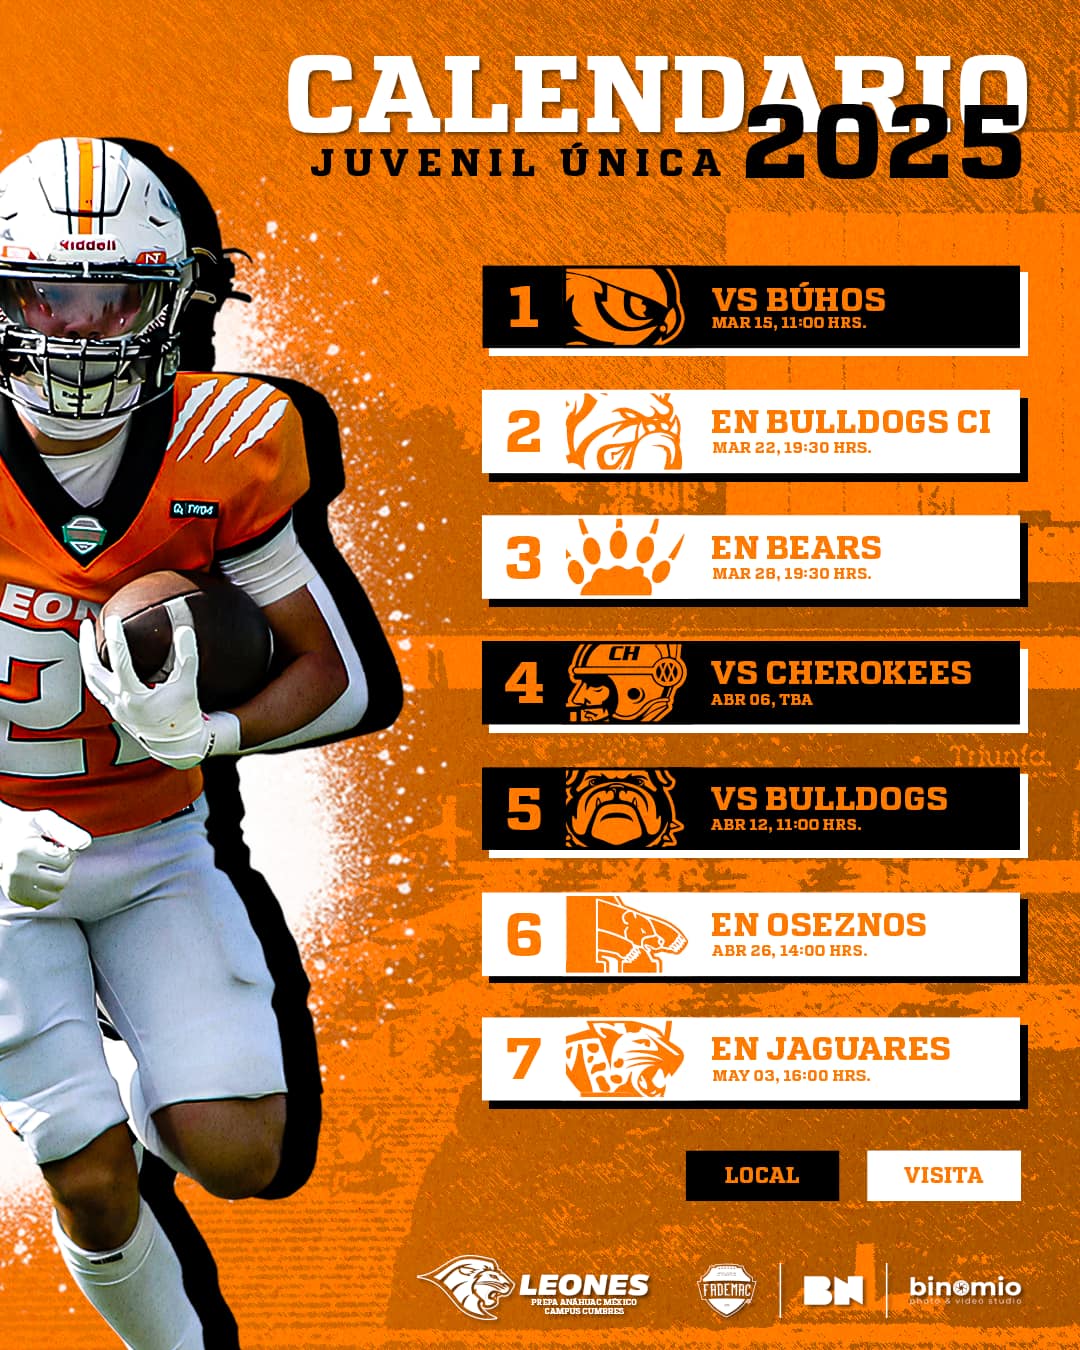 CALENDARIO
JUVENIL ÚNICA 2025
Riddell
EON
2
1
VS BÚHOS
MAR 15, 11:00 HRS.
2
EN BULLDOGS CI
MAR 22, 19:30 HRS.
3
EN BEARS
MAR 28, 19:30 HRS.
4
CH
VS CHEROKEES
ABR 06, TBA
Triunfa
5
VS BULLDOGS
ABR 12, 11:00 HRS.
6
EN OSEZNOS
ABR 26, 14:00 HRS.
7
EN JAGUARES
MAY 03, 16:00 HRS.
LOCAL
VISITA
LEONES
PREPA ANÁHUAC MÉXICO
CAMPUS CUMBRES
FADEMAC
BN
binomio
photo & video studio